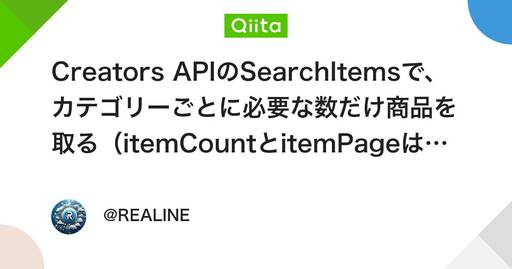 Qiita
Creators APIのSearchItemsで、
カテゴリーごとに必要な数だけ商品を
取る（itemCountとitemPageは…
@REALINE